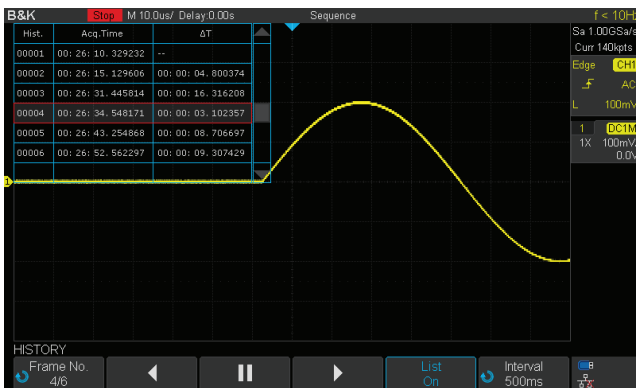 B&K Stop M 10.0us/ Delay:0.00s Sequence f < 10Hz
Sa 1.00GSa/s
Curr 140kpts
Edge CH1
AC
L 100mV
1 DC1M
1X 100mV/
0.0V
Hist. Acq.Time ΔT
00001 00: 26: 10. 329232 --
00002 00: 26: 15. 129606 00: 00: 04. 800374
00003 00: 26: 31. 445814 00: 00: 16. 316208
00004 00: 26: 34. 548171 00: 00: 03. 102357
00005 00: 26: 43. 254868 00: 00: 08. 706697
00006 00: 26: 52. 562297 00: 00: 09. 307429
1
HISTORY
Frame No. List Interval
4/6 On 500ms